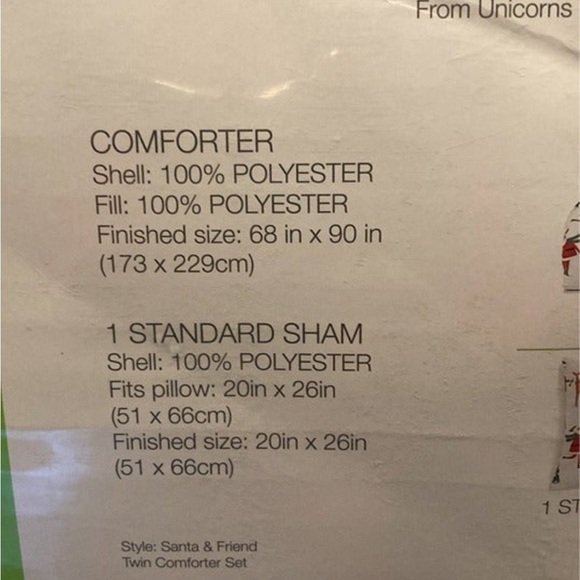 From Unicorns
COMFORTER
Shell: 100% POLYESTER
Fill: 100% POLYESTER
Finished size: 68 in x 90 in
(173 x 229cm)
1 STANDARD SHAM
Shell: 100% POLYESTER
Fits pillow: 20in x 26in
(51 x 66cm)
Finished size: 20in x 26in
(51 x 66cm)
1 ST
Style: Santa & Friend
Twin Comforter Set